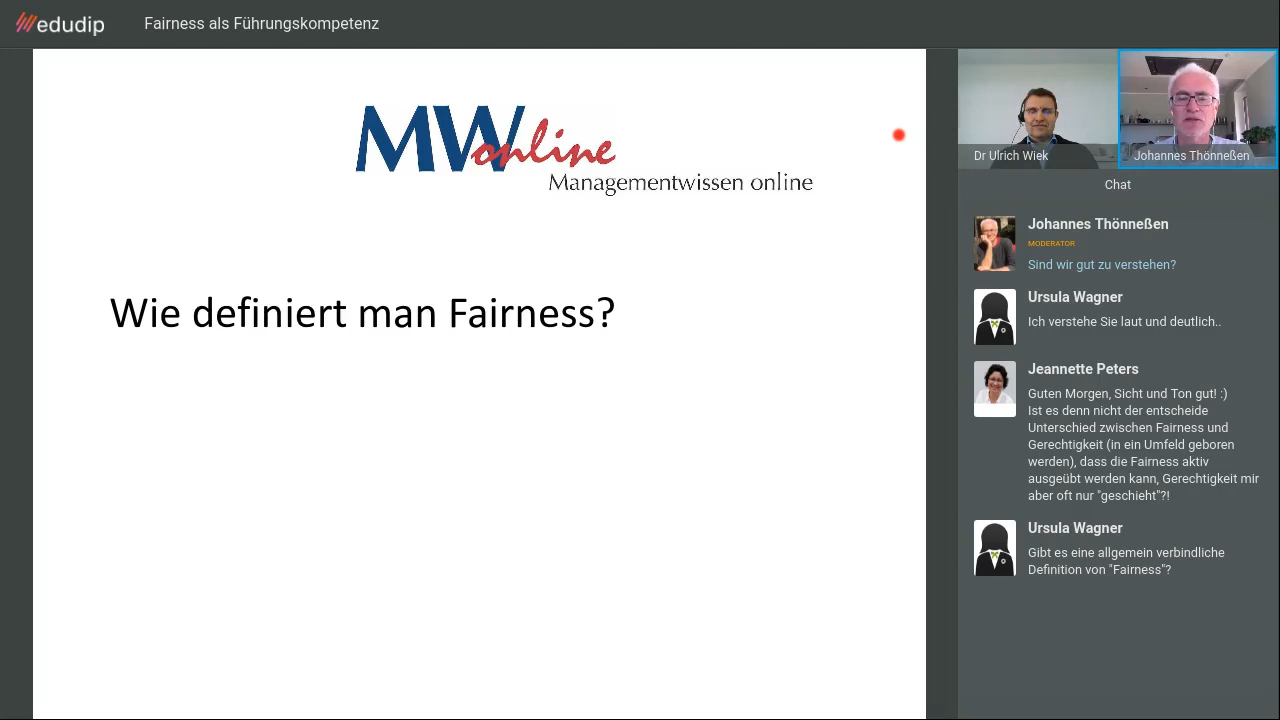 edudip
Fairness als Führungskompetenz
MWonline
Managementwissen online
Wie definiert man Fairness?
Dr Ulrich Wiek
Johannes Thönneßen
Chat
Johannes Thönneßen
MODERATOR
Sind wir gut zu verstehen?
Ursula Wagner
Ich verstehe Sie laut und deutlich..
Jeannette Peters
Guten Morgen, Sicht und Ton gut! :)
Ist es denn nicht der entscheide
Unterschied zwischen Fairness und
Gerechtigkeit (in ein Umfeld geboren
werden), dass die Fairness aktiv
ausgeübt werden kann, Gerechtigkeit mir
aber oft nur "geschieht"?!
Ursula Wagner
Gibt es eine allgemein verbindliche
Definition von "Fairness"?